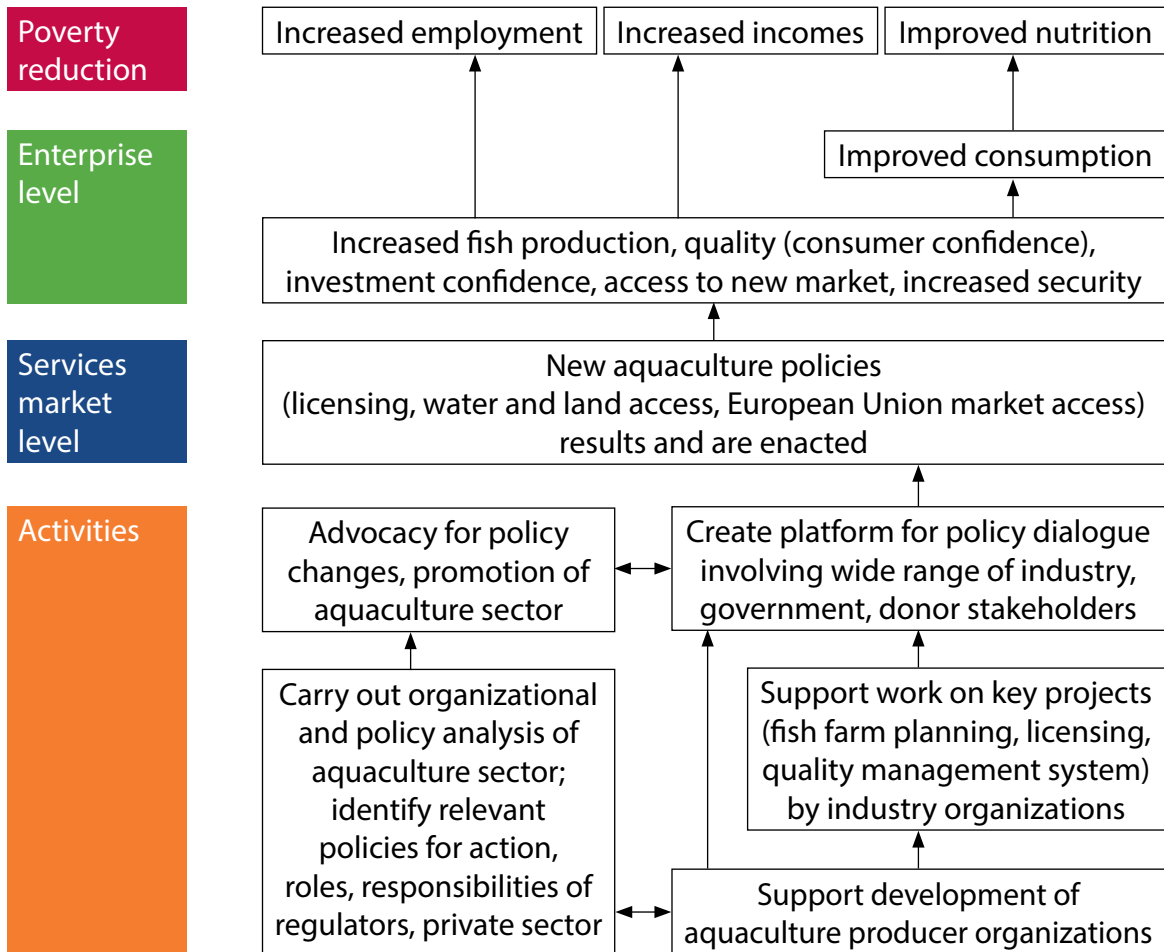 Poverty
reduction
Increased employment
Increased incomes
Improved nutrition
Enterprise
level
Improved consumption
Increased fish production, quality (consumer confidence),
investment confidence, access to new market, increased security
Services
market
level
New aquaculture policies
(licensing, water and land access, European Union market access)
results and are enacted
Activities
Advocacy for policy
changes, promotion of
aquaculture sector
Create platform for policy dialogue
involving wide range of industry,
government, donor stakeholders
Carry out organizational
and policy analysis of
aquaculture sector;
identify relevant
policies for action,
roles, responsibilities of
regulators, private sector
Support work on key projects
(fish farm planning, licensing,
quality management system)
by industry organizations
Support development of
aquaculture producer organizations